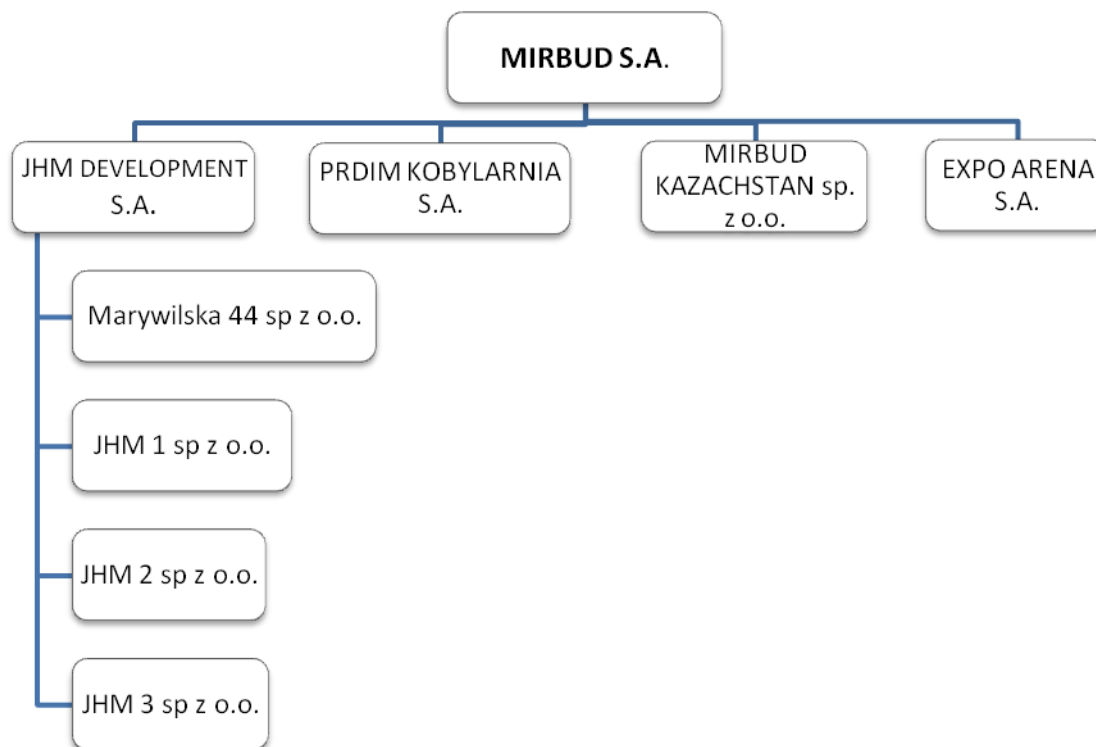 MIRBUD S.A.
JHM DEVELOPMENT
S.A.
PRDIM KOBYLARNIA
S.A.
MIRBUD
KAZACHSTAN sp.
z o.o.
EXPO ARENA
S.A.
Marywilska 44 sp z o.o.
JHM 1 sp z o.o.
JHM 2 sp z o.o.
JHM 3 sp z o.o.